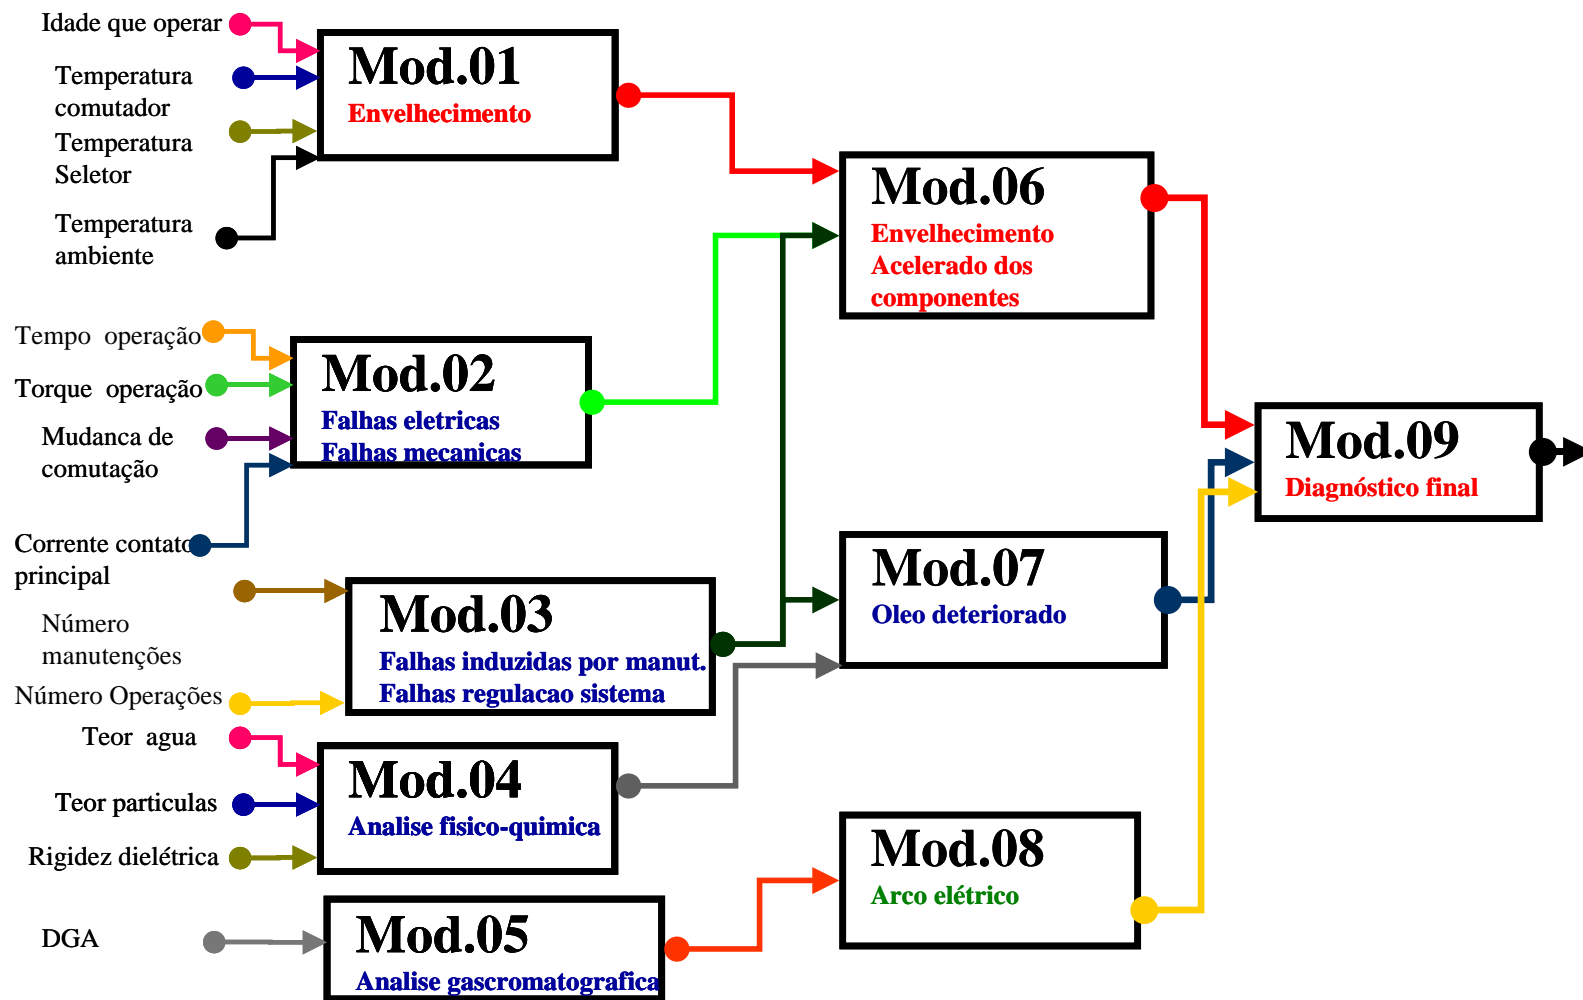 Idade que operar
Temperatura
comutador
Temperatura
Seletor
Temperatura
ambiente
Mod.01
Envelhecimento
Tempo operação
Torque operação
Mudanca de
comutação
Corrente contato
principal
Mod.02
Falhas eletricas
Falhas mecanicas
Número
manutenções
Número Operações
Mod.03
Falhas induzidas por manut.
Falhas regulacao sistema
Teor agua
Teor particulas
Rigidez dielétrica
Mod.04
Analise fisico-quimica
DGA
Mod.05
Analise gascromatografica
Mod.06
Envelhecimento
Acelerado dos
componentes
Mod.07
Oleo deteriorado
Mod.08
Arco elétrico
Mod.09
Diagnóstico final